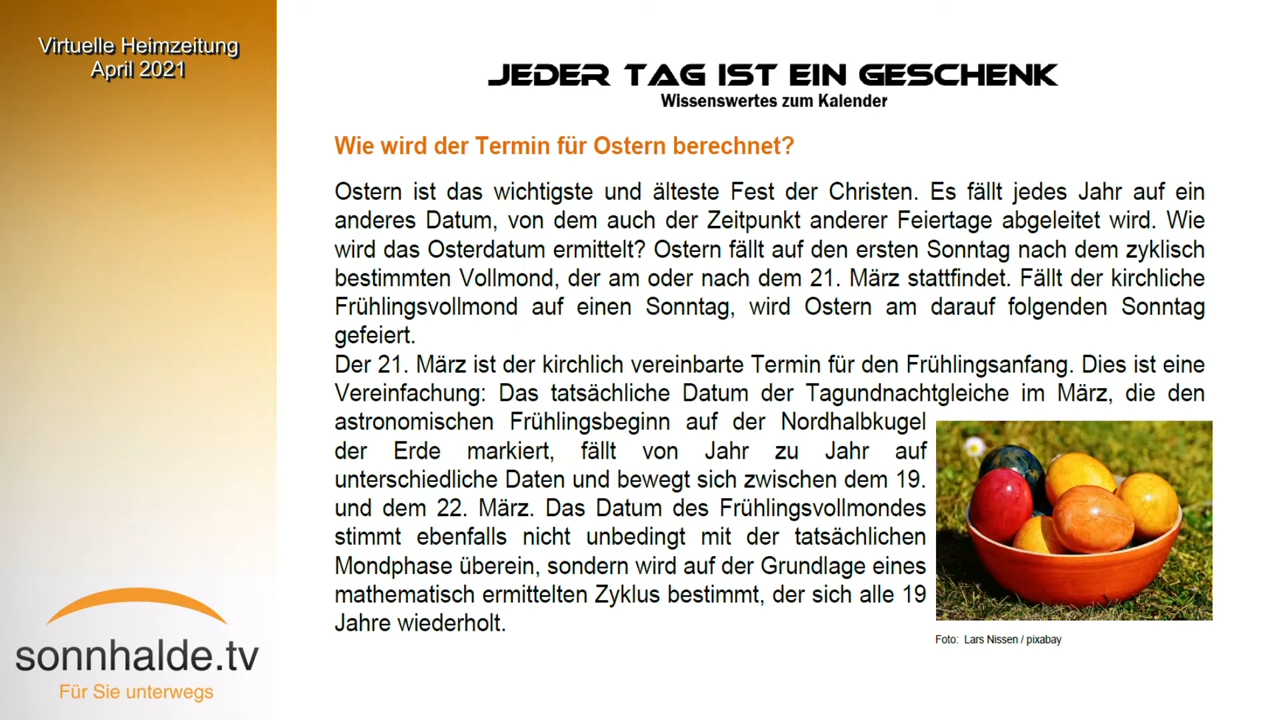 Virtuelle Heimzeitung
April 2021
JEDER TAG IST EIN GESCHENK
Wissenswertes zum Kalender
Wie wird der Termin für Ostern berechnet?
Ostern ist das wichtigste und älteste Fest der Christen. Es fällt jedes Jahr auf ein
anderes Datum, von dem auch der Zeitpunkt anderer Feiertage abgeleitet wird. Wie
wird das Osterdatum ermittelt? Ostern fällt auf den ersten Sonntag nach dem zyklisch
bestimmten Vollmond, der am oder nach dem 21. März stattfindet. Fällt der kirchliche
Frühlingsvollmond auf einen Sonntag, wird Ostern am darauf folgenden Sonntag
gefeiert.
Der 21. März ist der kirchlich vereinbarte Termin für den Frühlingsanfang. Dies ist eine
Vereinfachung: Das tatsächliche Datum der Tagundnachtgleiche im März, die den
astronomischen Frühlingsbeginn auf der Nordhalbkugel
der Erde markiert, fällt von Jahr zu Jahr auf
unterschiedliche Daten und bewegt sich zwischen dem 19.
und dem 22. März. Das Datum des Frühlingsvollmondes
stimmt ebenfalls nicht unbedingt mit der tatsächlichen
Mondphase überein, sondern wird auf der Grundlage eines
mathematisch ermittelten Zyklus bestimmt, der sich alle 19
Jahre wiederholt.
Foto: Lars Nissen / pixabay
sonnhalde.tv
Für Sie unterwegs